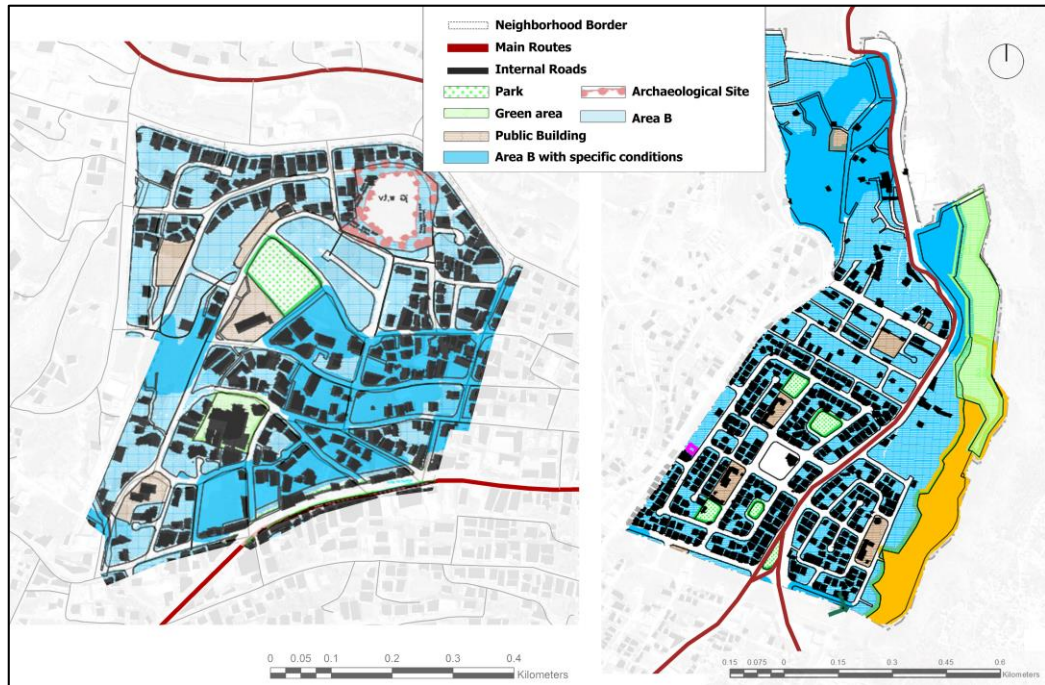 Neighborhood Border
Main Routes
Internal Roads
Park
Archaeological Site
Green area
Area B
Public Building
Area B with specific conditions
0 0.05 0.1 0.2 0.3 0.4
Kilometers
0.15 0.075 0 0.15 0.3 0.45 0.6
Kilometers